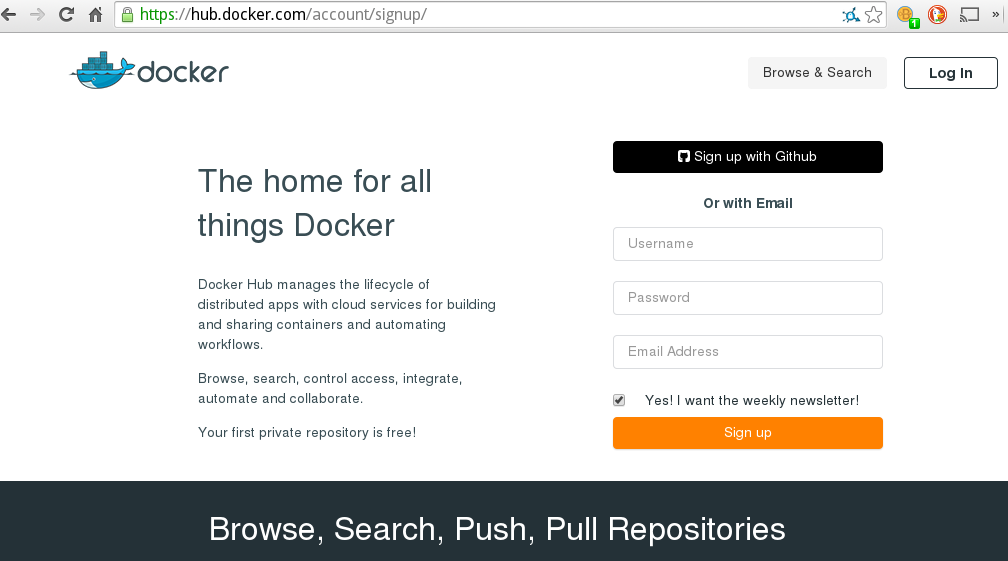 https://hub.docker.com/account/signup/
1
»
docker
Browse & Search
Log In
The home for all
things Docker
Docker Hub manages the lifecycle of
distributed apps with cloud services for building
and sharing containers and automating
workflows.
Browse, search, control access, integrate,
automate and collaborate.
Your first private repository is free!
Sign up with Github
Or with Email
Username
Password
Email Address
Yes! I want the weekly newsletter!
Sign up
Browse, Search, Push, Pull Repositories